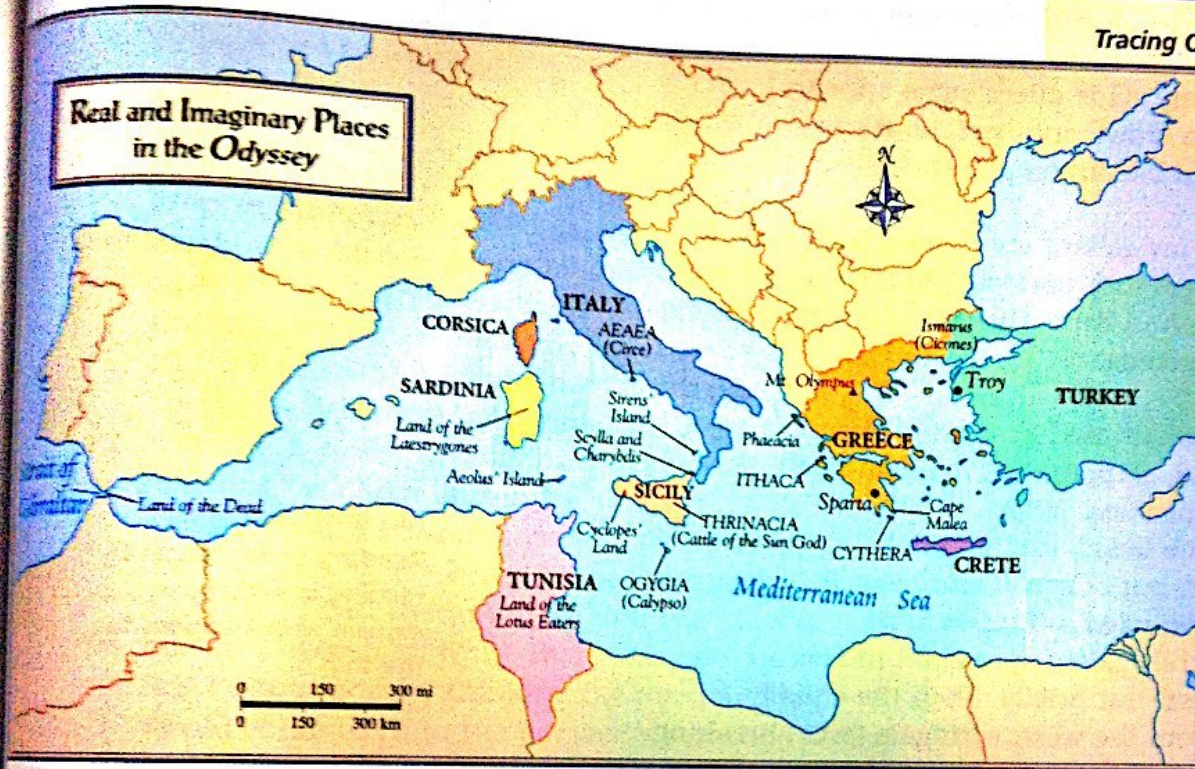 Tracing
Real and Imaginary Places
in the Odyssey
N
ITALY
CORSICA
AEAEA
(Circe)
Ismarus
(Cicones)
Mt Olympus
Troy
TURKEY
SARDINIA
Land of the
Laestrygones
Sirens'
Island
Scylla and
Charybdis
Phaeacia
GREECE
Aeolus' Island
SICILY
ITHACA
Sparta
Cape
Malea
Land of the Dead
Cyclopes'
Land
THRINACIA
(Cattle of the Sun God)
CYTHERA
CRETE
TUNISIA
Land of the
Lotus Eaters
OGYGIA
(Calypso)
Mediterranean Sea
0 150 300 mi
0 150 300 km